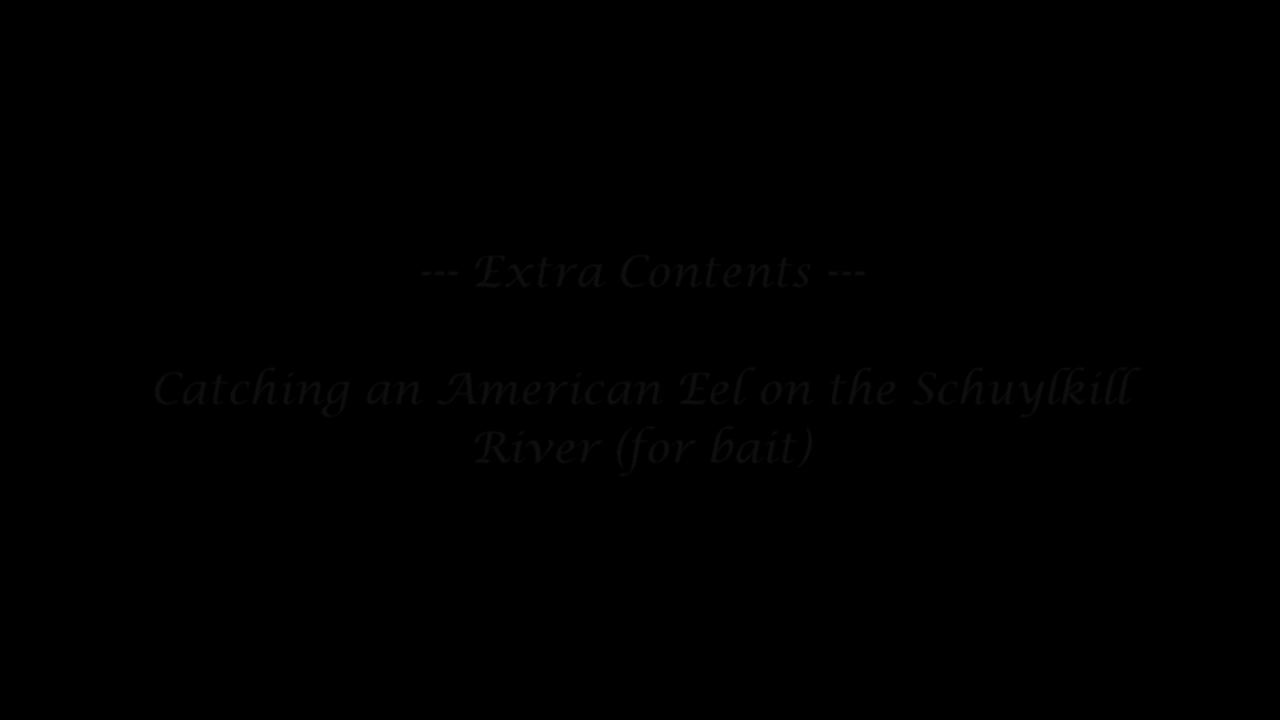 --- Extra Contents ---
Catching an American Eel on the Schuylkill
River (for bait)